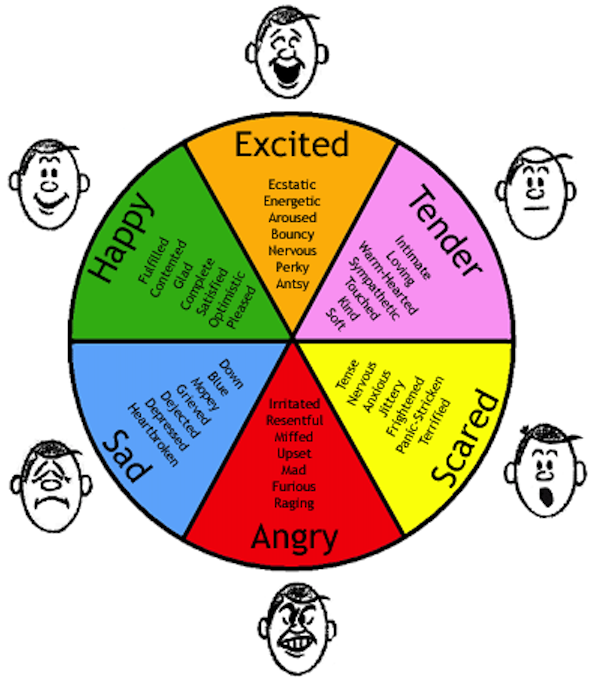 Excited
Ecstatic
Energetic
Aroused
Bouncy
Nervous
Perky
Antsy
Tender
Intimate
Loving
Warm-Hearted
Sympathetic
Touched
Kind
Soft
Scared
Tense
Nervous
Anxious
Jittery
Frightened
Panic-Stricken
Terrified
Angry
Irritated
Resentful
Miffed
Upset
Mad
Furious
Raging
Sad
Down
Blue
Mopey
Grieved
Dejected
Depressed
Heartbroken
Happy
Fulfilled
Contented
Glad
Complete
Satisfied
Optimistic
Pleased